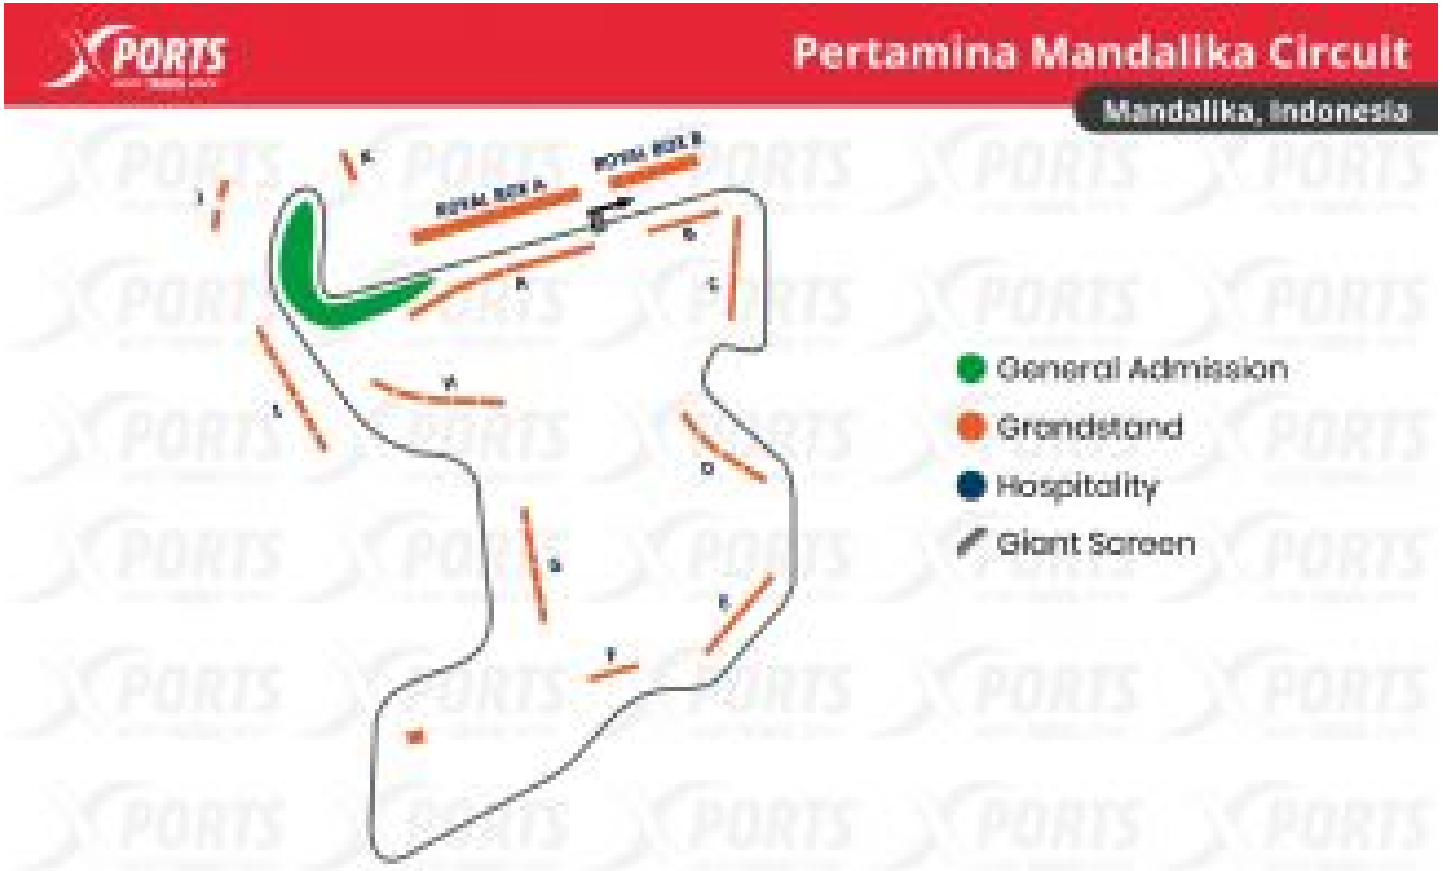 XPORTS
Pertamina Mandalika Circuit
Mandalika, Indonesia
K
ROYAL BOX A
ROYAL BOX B
B
A
C
General Admission
Grandstand
D
Hospitality
Giant Screen
G
E
F